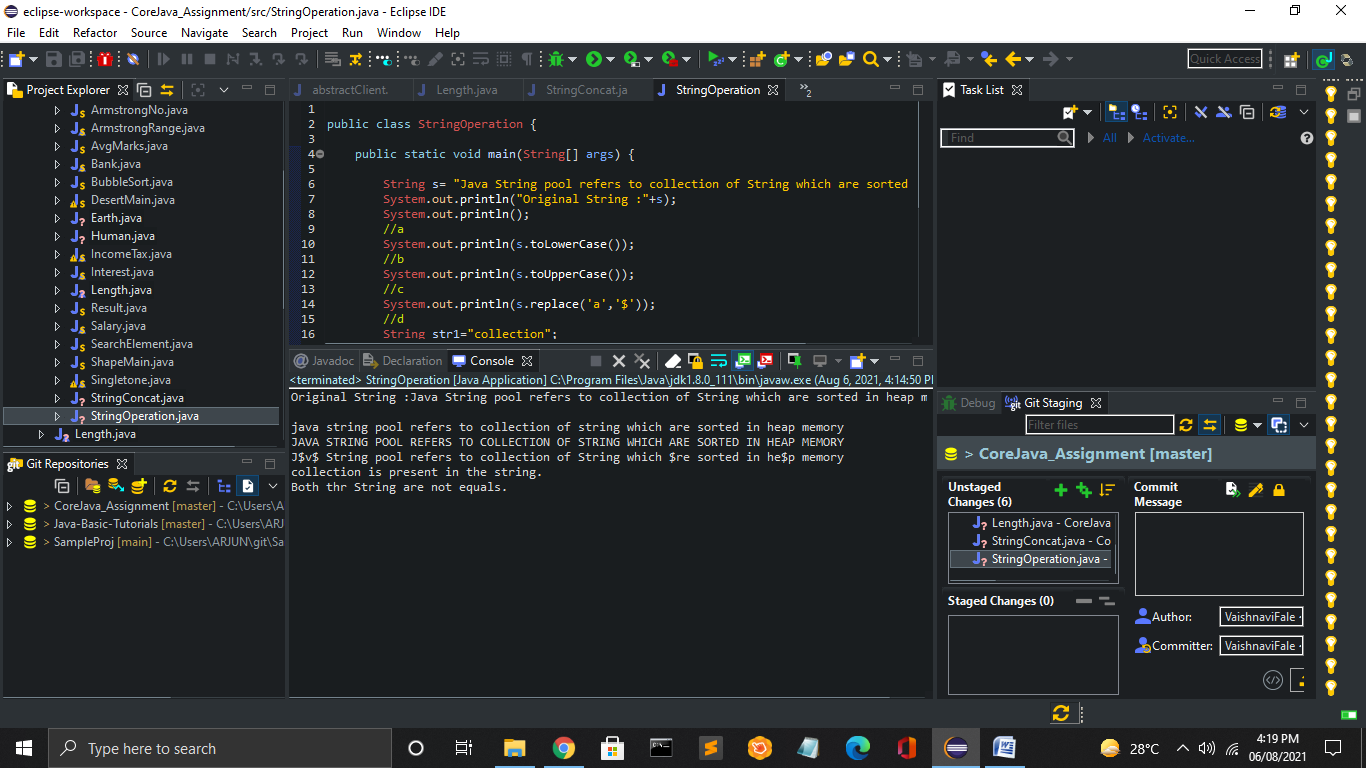 eclipse-workspace - CoreJava_Assignment/src/StringOperation.java - Eclipse IDE
File Edit Refactor Source Navigate Search Project Run Window Help
Quick Access
Project Explorer
ArmstrongNo.java
ArmstrongRange.java
AvgMarks.java
Bank.java
BubbleSort.java
DesertMain.java
Earth.java
Human.java
IncomeTax.java
Interest.java
Length.java
Result.java
Salary.java
SearchElement.java
ShapeMain.java
Singletone.java
StringConcat.java
StringOperation.java
Length.java
Git Repositories
> CoreJava_Assignment [master] - C:\Users\A
> Java-Basic-Tutorials [master] - C:\Users\ARJ
> SampleProj [main] - C:\Users\ARJUN\git\Sa
abstractClient. Length.java StringConcat.ja StringOperation »2
1
2 public class StringOperation {
3
4 public static void main(String[] args) {
5
6 String s= "Java String pool refers to collection of String which are sorted
7 System.out.println("Original String :"+s);
8 System.out.println();
9 //a
10 System.out.println(s.toLowerCase());
11 //b
12 System.out.println(s.toUpperCase());
13 //c
14 System.out.println(s.replace('a','$'));
15 //d
16 String str1="collection";
Javadoc Declaration Console
<terminated> StringOperation [Java Application] C:\Program Files\Java\jdk1.8.0_111\bin\javaw.exe (Aug 6, 2021, 4:14:50 P
Original String :Java String pool refers to collection of String which are sorted in heap m
java string pool refers to collection of string which are sorted in heap memory
JAVA STRING POOL REFERS TO COLLECTION OF STRING WHICH ARE SORTED IN HEAP MEMORY
J$v$ String pool refers to collection of String which $re sorted in he$p memory
collection is present in the string.
Both thr String are not equals.
Task List
Find All Activate...
Debug Git Staging
Filter files
> CoreJava_Assignment [master]
Unstaged Changes (6)
Length.java - CoreJava
StringConcat.java - Co
StringOperation.java -
Staged Changes (0)
Commit Message
Author: VaishnaviFale
Committer: VaishnaviFale
Type here to search
28°C
4:19 PM
06/08/2021